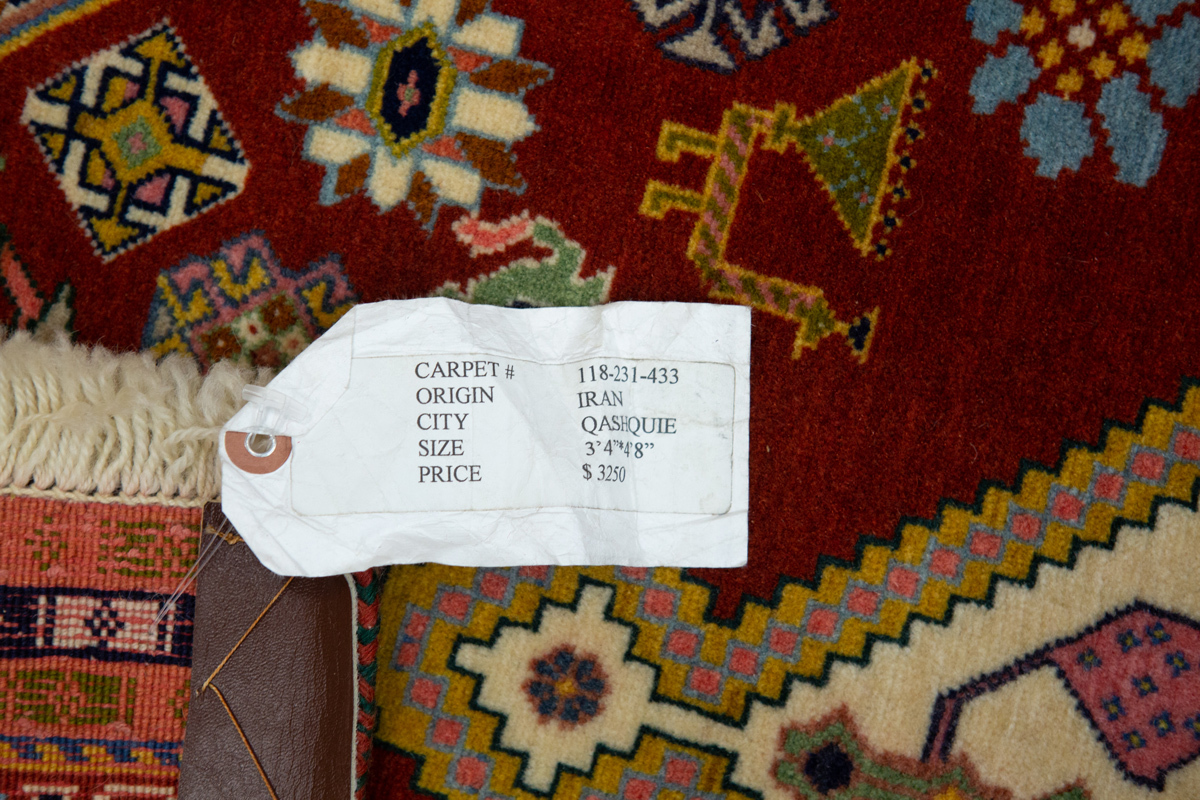 CARPET # 118-231-433
ORIGIN IRAN
CITY QASHQUIE
SIZE 3'4"*4'8"
PRICE $ 3250